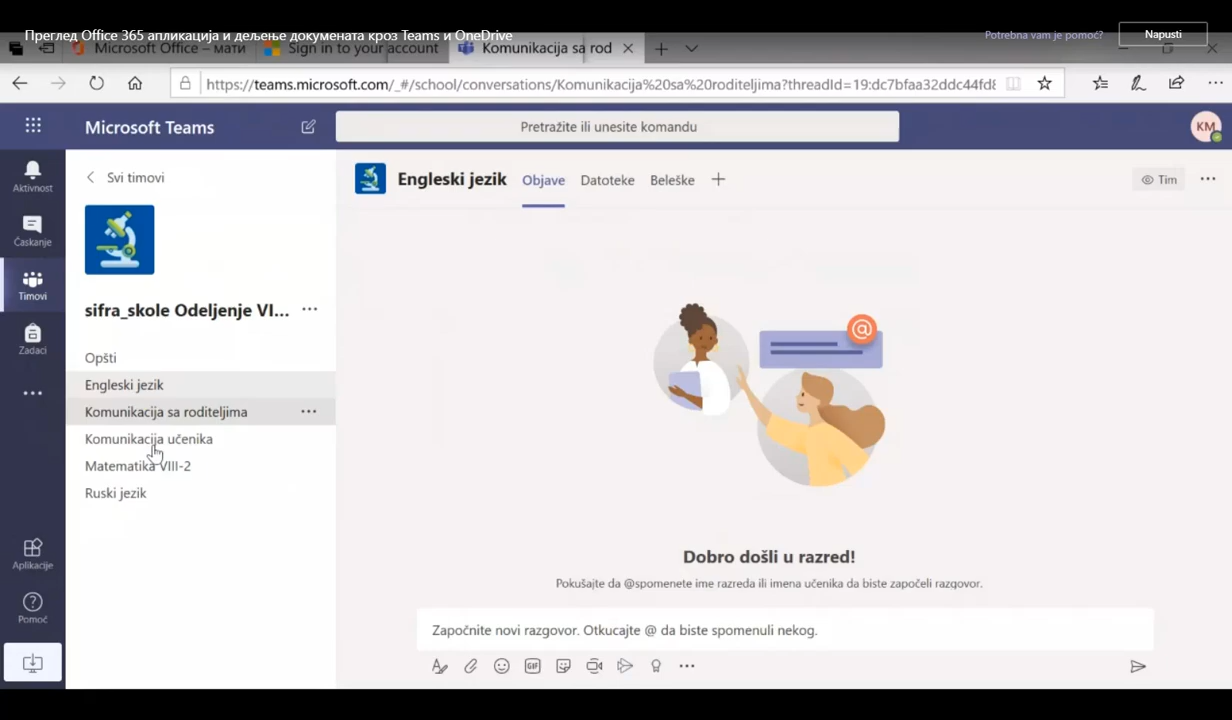 Преглед Office 365 апликација и дељење докумената кроз Teams и OneDrive
Potrebna vam je pomoć?
Napusti
Microsoft Office – мати
Sign in to your account
Komunikacija sa rod
https://teams.microsoft.com/_#/school/conversations/Komunikacija%20sa%20roditeljima?threadId=19:dc7bfaa32ddc44fd8
Microsoft Teams
Pretražite ili unesite komandu
KM
Aktivnost
Ćaskanje
Timovi
Zadaci
Aplikacije
Pomoć
Svi timovi
sifra_skole Odeljenje VI...
Opšti
Engleski jezik
Komunikacija sa roditeljima
Komunikacija učenika
Matematika VIII-2
Ruski jezik
Engleski jezik
Objave
Datoteke
Beleške
Tim
Dobro došli u razred!
Pokušajte da @spomenete ime razreda ili imena učenika da biste započeli razgovor.
Započnite novi razgovor. Otkucajte @ da biste spomenuli nekog.
GIF